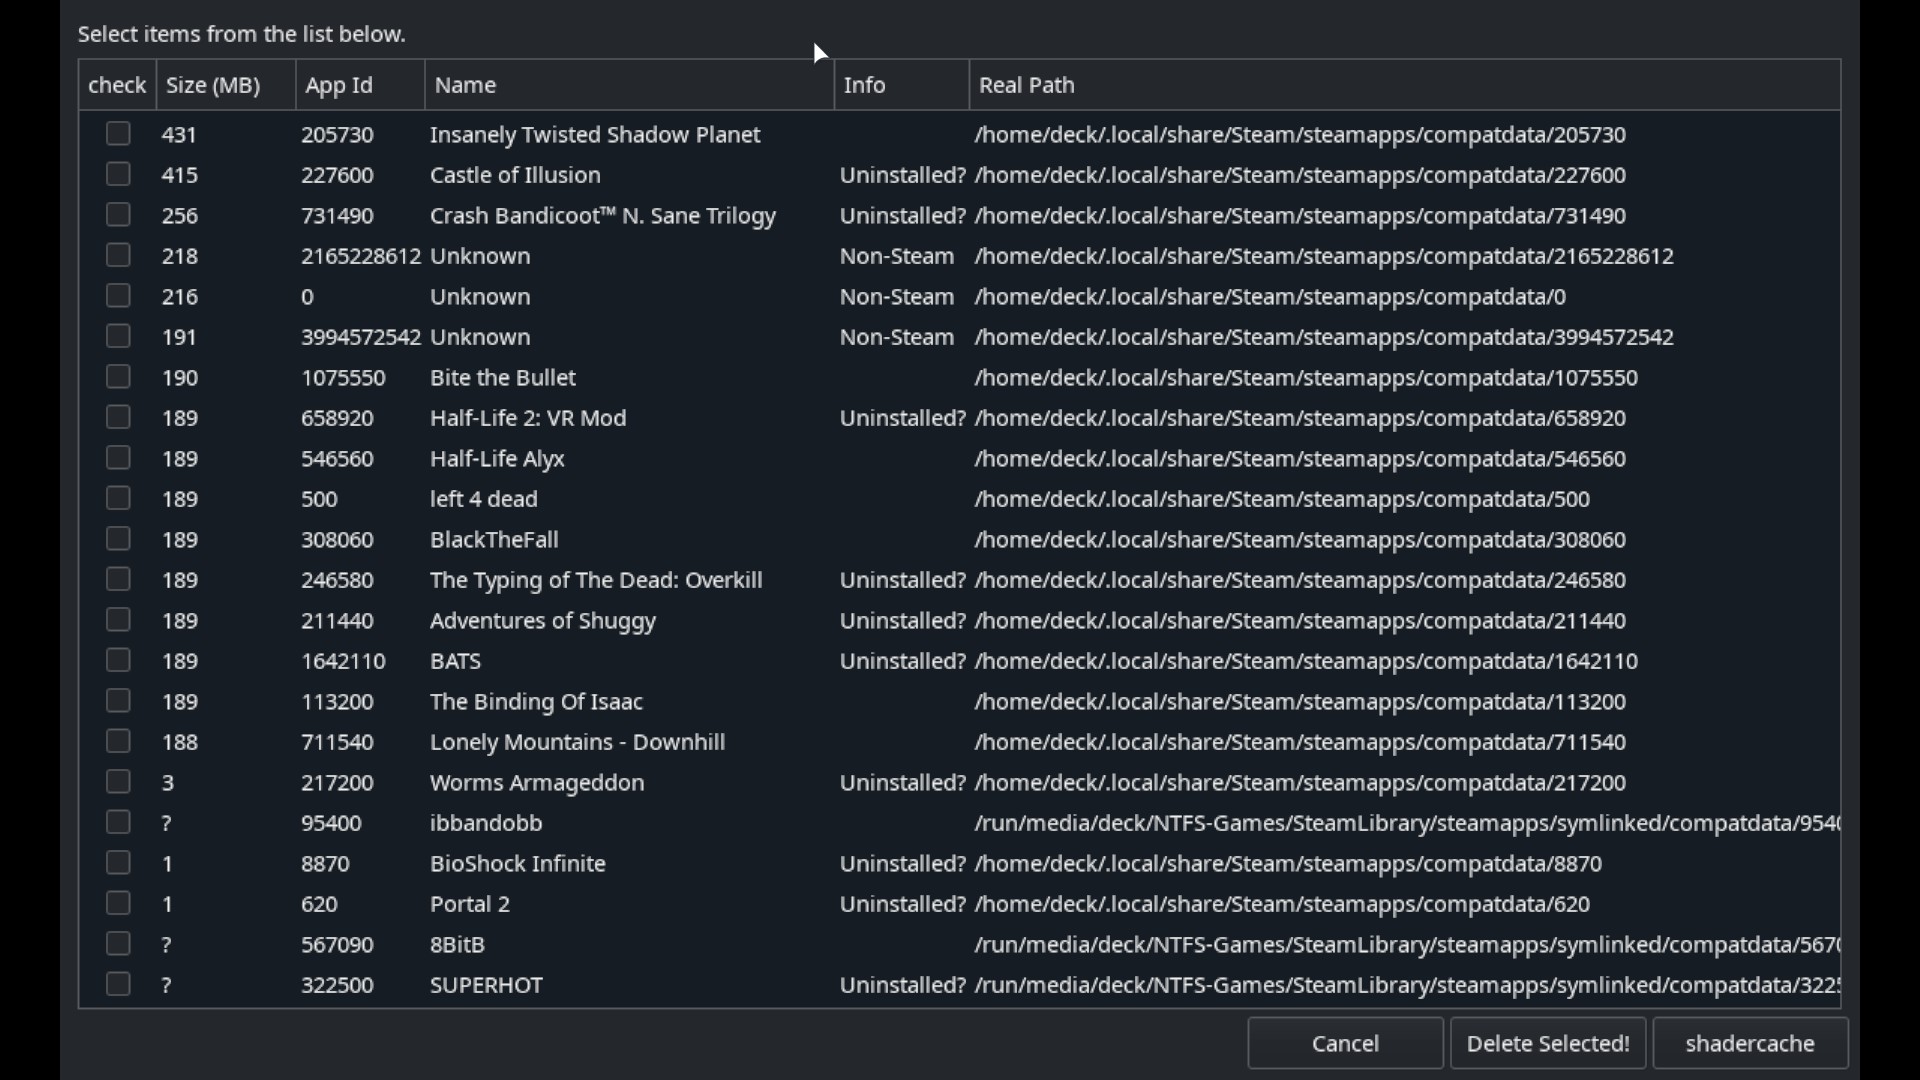 Select items from the list below.
check Size (MB) App Id Name Info Real Path
431 205730 Insanely Twisted Shadow Planet /home/deck/.local/share/Steam/steamapps/compatdata/205730
415 227600 Castle of Illusion Uninstalled? /home/deck/.local/share/Steam/steamapps/compatdata/227600
256 731490 Crash Bandicoot™ N. Sane Trilogy Uninstalled? /home/deck/.local/share/Steam/steamapps/compatdata/731490
218 2165228612 Unknown Non-Steam /home/deck/.local/share/Steam/steamapps/compatdata/2165228612
216 0 Unknown Non-Steam /home/deck/.local/share/Steam/steamapps/compatdata/0
191 3994572542 Unknown Non-Steam /home/deck/.local/share/Steam/steamapps/compatdata/3994572542
190 1075550 Bite the Bullet /home/deck/.local/share/Steam/steamapps/compatdata/1075550
189 658920 Half-Life 2: VR Mod Uninstalled? /home/deck/.local/share/Steam/steamapps/compatdata/658920
189 546560 Half-Life Alyx /home/deck/.local/share/Steam/steamapps/compatdata/546560
189 500 left 4 dead /home/deck/.local/share/Steam/steamapps/compatdata/500
189 308060 BlackTheFall /home/deck/.local/share/Steam/steamapps/compatdata/308060
189 246580 The Typing of The Dead: Overkill Uninstalled? /home/deck/.local/share/Steam/steamapps/compatdata/246580
189 211440 Adventures of Shuggy Uninstalled? /home/deck/.local/share/Steam/steamapps/compatdata/211440
189 1642110 BATS Uninstalled? /home/deck/.local/share/Steam/steamapps/compatdata/1642110
189 113200 The Binding Of Isaac /home/deck/.local/share/Steam/steamapps/compatdata/113200
188 711540 Lonely Mountains - Downhill /home/deck/.local/share/Steam/steamapps/compatdata/711540
3 217200 Worms Armageddon Uninstalled? /home/deck/.local/share/Steam/steamapps/compatdata/217200
? 95400 ibbandobb /run/media/deck/NTFS-Games/SteamLibrary/steamapps/symlinked/compatdata/9540
1 8870 BioShock Infinite Uninstalled? /home/deck/.local/share/Steam/steamapps/compatdata/8870
1 620 Portal 2 Uninstalled? /home/deck/.local/share/Steam/steamapps/compatdata/620
? 567090 8BitB /run/media/deck/NTFS-Games/SteamLibrary/steamapps/symlinked/compatdata/5670
? 322500 SUPERHOT Uninstalled? /run/media/deck/NTFS-Games/SteamLibrary/steamapps/symlinked/compatdata/3225
Cancel Delete Selected! shadercache